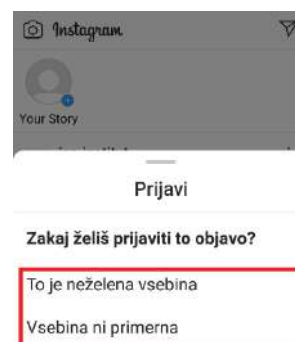 Instagram
Your Story
Prijavi
Zakaj želiš prijaviti to objavo?
To je neželena vsebina
Vsebina ni primerna